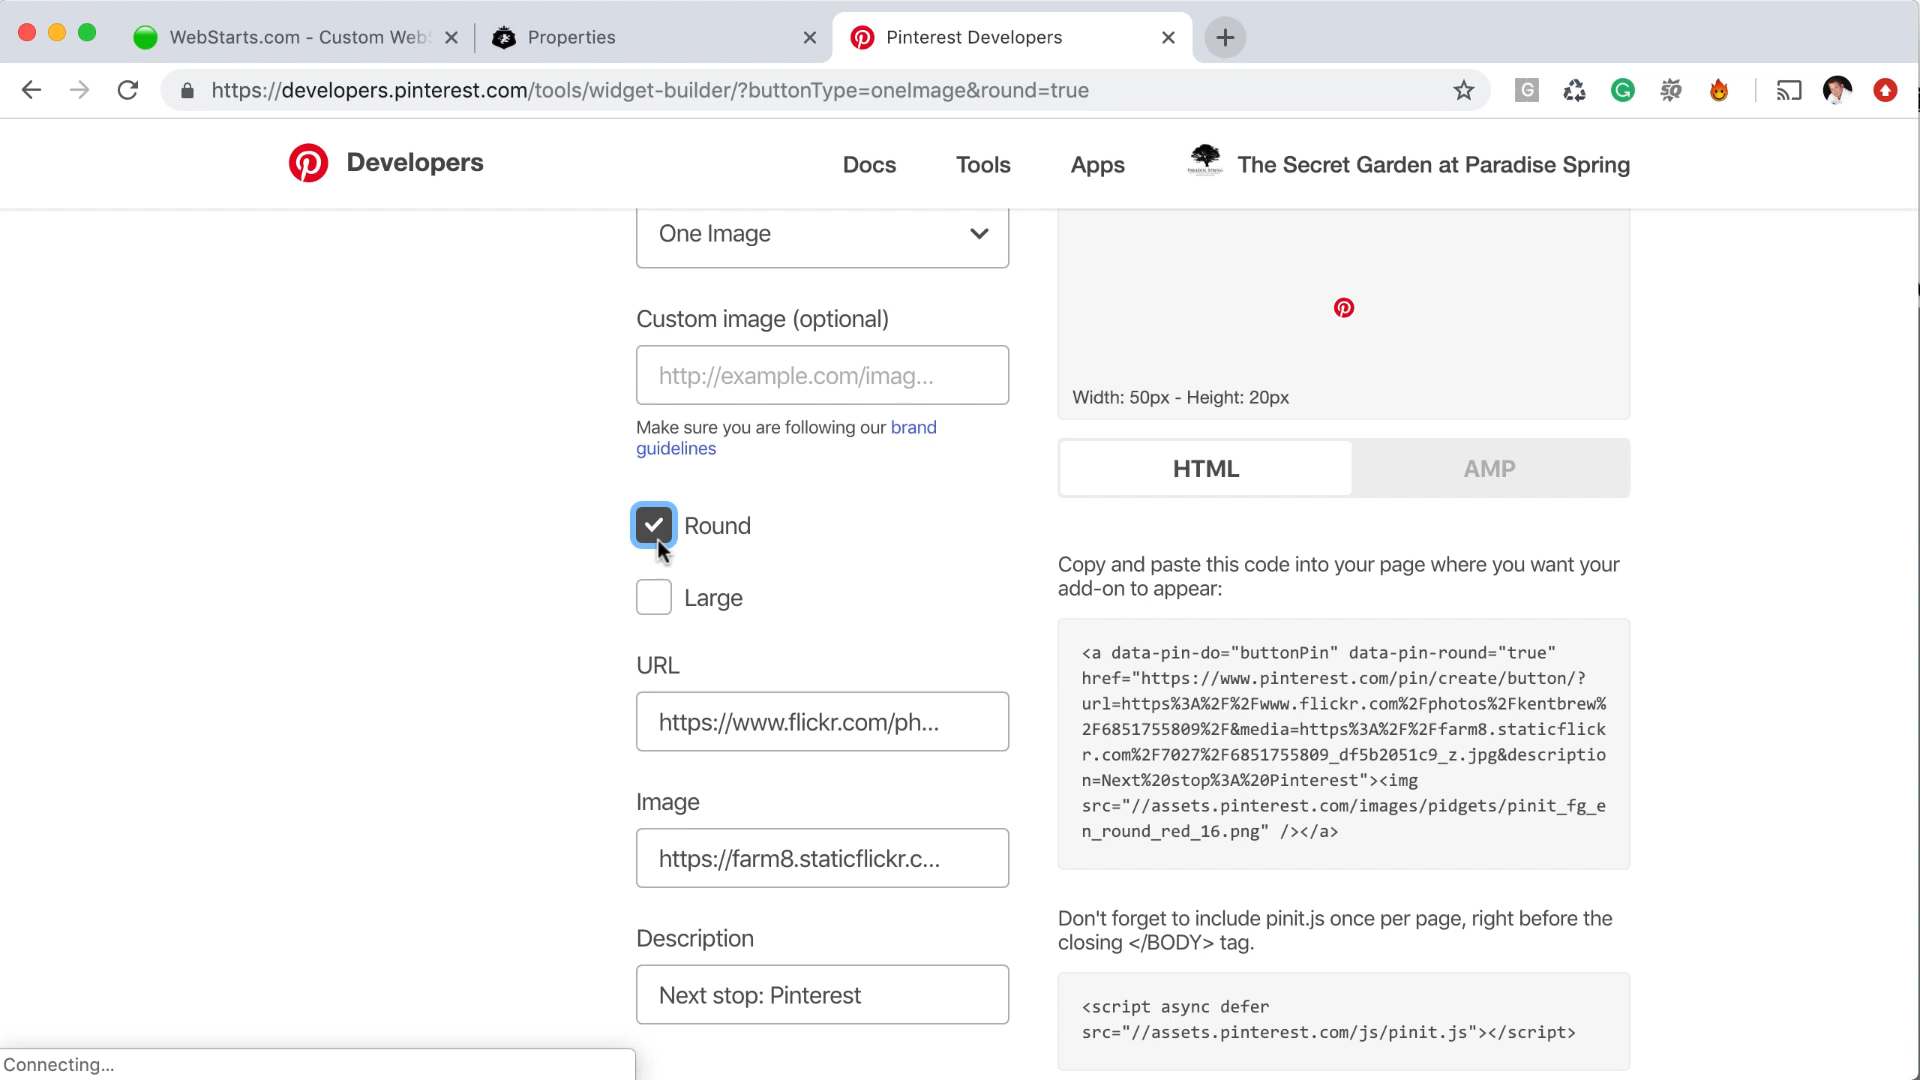 WebStarts.com - Custom Web
Properties
Pinterest Developers
https://developers.pinterest.com/tools/widget-builder/?buttonType=oneImage&round=true
Developers
Docs
Tools
Apps
PARADISE SPRING
The Secret Garden at Paradise Spring
One Image
Custom image (optional)
http://example.com/imag...
Make sure you are following our brand
guidelines
Round
Large
URL
https://www.flickr.com/ph...
Image
https://farm8.staticflickr.c...
Description
Next stop: Pinterest
Width: 50px - Height: 20px
HTML
AMP
Copy and paste this code into your page where you want your
add-on to appear:
<a data-pin-do="buttonPin" data-pin-round="true"
href="https://www.pinterest.com/pin/create/button/?
url=https%3A%2F%2Fwww.flickr.com%2Fphotos%2Fkentbrew%
2F6851755809%2F&media=https%3A%2F%2Ffarm8.staticflick
r.com%2F7027%2F6851755809_df5b2051c9_z.jpg&descriptio
n=Next%20stop%3A%20Pinterest"><img
src="//assets.pinterest.com/images/pidgets/pinit_fg_e
n_round_red_16.png" /></a>
Don't forget to include pinit.js once per page, right before the
closing </BODY> tag.
<script async defer
src="//assets.pinterest.com/js/pinit.js"></script>
Connecting...